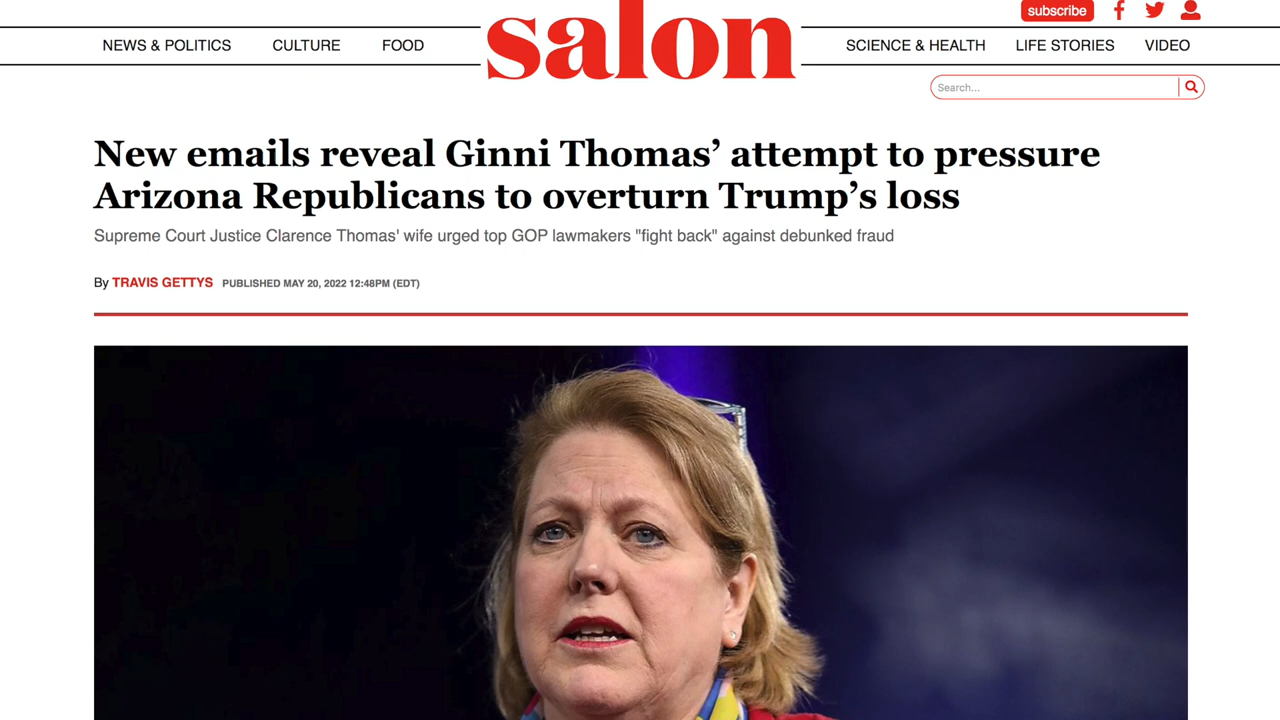 subscribe
NEWS & POLITICS CULTURE FOOD salon SCIENCE & HEALTH LIFE STORIES VIDEO
Search...
New emails reveal Ginni Thomas’ attempt to pressure
Arizona Republicans to overturn Trump’s loss
Supreme Court Justice Clarence Thomas' wife urged top GOP lawmakers "fight back" against debunked fraud
By TRAVIS GETTYS PUBLISHED MAY 20, 2022 12:48PM (EDT)